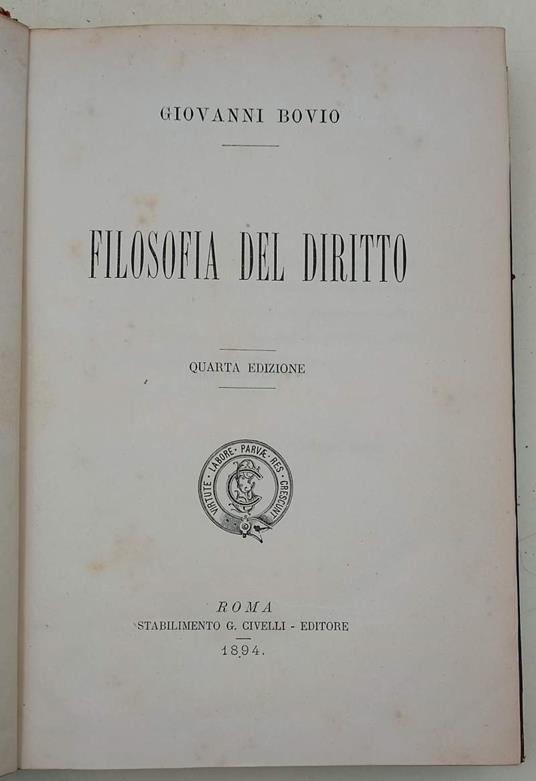 GIOVANNI BOVIO
FILOSOFIA DEL DIRITTO
QUARTA EDIZIONE
VIRTUTE · LABORE · PARVÆ · RES · CRESCUNT
ROMA
STABILIMENTO G. CIVELLI - EDITORE
1894.